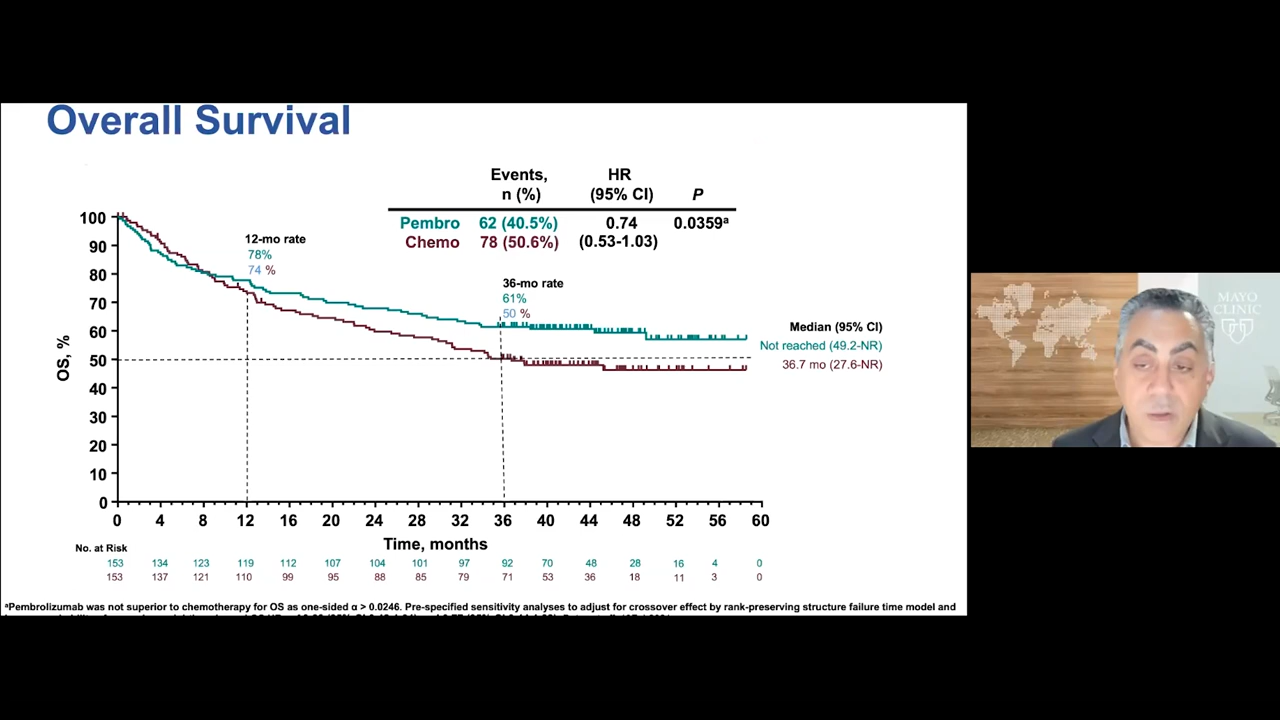 Overall Survival
Events, HR
n (%) (95% CI) P
Pembro 62 (40.5%) 0.74 0.0359ᵃ
Chemo 78 (50.6%) (0.53-1.03)
100
90
80
70
60
50
40
30
20
10
0
OS, %
12-mo rate
78%
74 %
36-mo rate
61%
50 %
Median (95% CI)
Not reached (49.2-NR)
36.7 mo (27.6-NR)
0 4 8 12 16 20 24 28 32 36 40 44 48 52 56 60
Time, months
No. at Risk
153 134 123 119 112 107 104 101 97 92 70 48 28 16 4 0
153 137 121 110 99 95 88 85 79 71 53 36 18 11 3 0
ᵃPembrolizumab was not superior to chemotherapy for OS as one-sided α > 0.0246. Pre-specified sensitivity analyses to adjust for crossover effect by rank-preserving structure failure time model and
MAYO
CLINIC